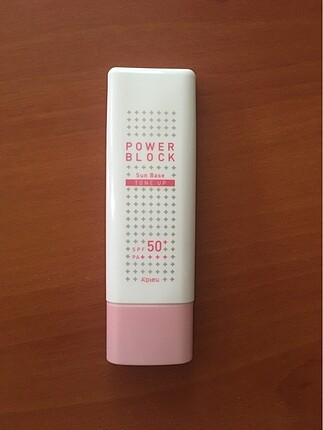 POWER
BLOCK
Sun Base
TONE UP
SPF 50+
PA++++
A'pieu